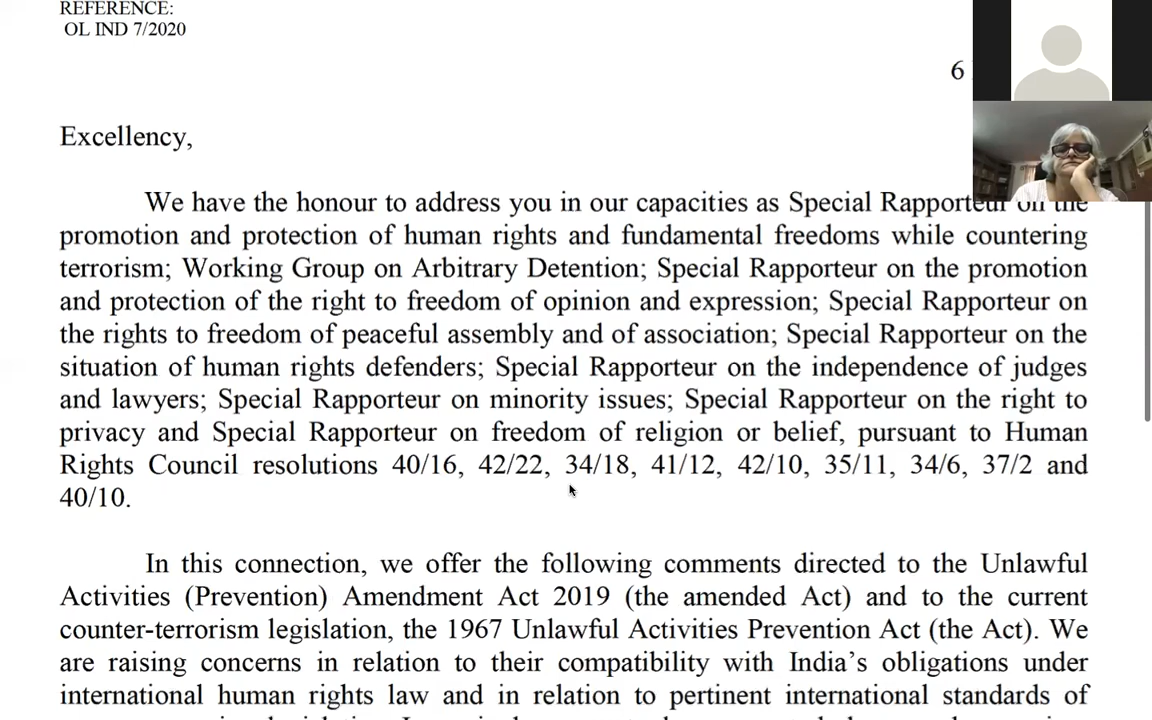 REFERENCE:
OL IND 7/2020
6
Excellency,
We have the honour to address you in our capacities as Special Rapporteur on the
promotion and protection of human rights and fundamental freedoms while countering
terrorism; Working Group on Arbitrary Detention; Special Rapporteur on the promotion
and protection of the right to freedom of opinion and expression; Special Rapporteur on
the rights to freedom of peaceful assembly and of association; Special Rapporteur on the
situation of human rights defenders; Special Rapporteur on the independence of judges
and lawyers; Special Rapporteur on minority issues; Special Rapporteur on the right to
privacy and Special Rapporteur on freedom of religion or belief, pursuant to Human
Rights Council resolutions 40/16, 42/22, 34/18, 41/12, 42/10, 35/11, 34/6, 37/2 and
40/10.
In this connection, we offer the following comments directed to the Unlawful
Activities (Prevention) Amendment Act 2019 (the amended Act) and to the current
counter-terrorism legislation, the 1967 Unlawful Activities Prevention Act (the Act). We
are raising concerns in relation to their compatibility with India’s obligations under
international human rights law and in relation to pertinent international standards of